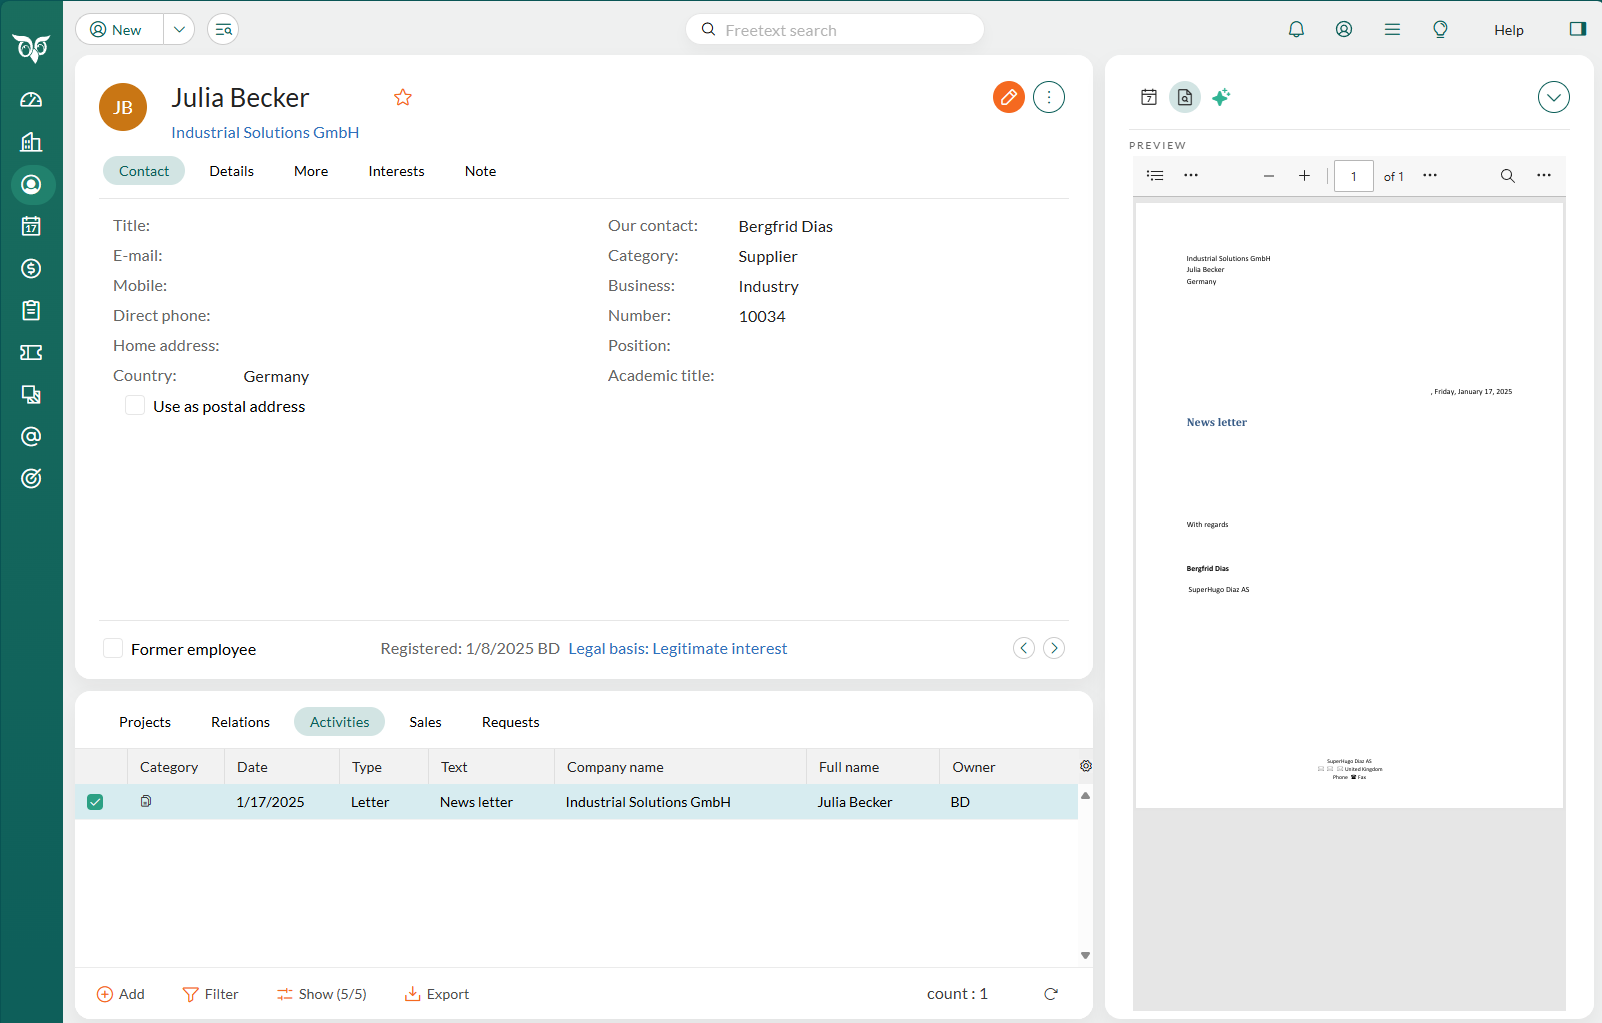 New
Freetext search
Help
JB
Julia Becker
Industrial Solutions GmbH
Contact Details More Interests Note
Title:
E-mail:
Mobile:
Direct phone:
Home address:
Country: Germany
Use as postal address
Our contact: Bergfrid Dias
Category: Supplier
Business: Industry
Number: 10034
Position:
Academic title:
Former employee
Registered: 1/8/2025 BD Legal basis: Legitimate interest
Projects Relations Activities Sales Requests
Category Date Type Text Company name Full name Owner
1/17/2025 Letter News letter Industrial Solutions GmbH Julia Becker BD
Add Filter Show (5/5) Export count : 1
17
7
PREVIEW
1 of 1
Industrial Solutions GmbH
Julia Becker
Germany
, Friday, January 17, 2025
News letter
With regards
Bergfrid Dias
SuperHugo Diaz AS
SuperHugo Diaz AS
United Kingdom
Phone ☎ Fax